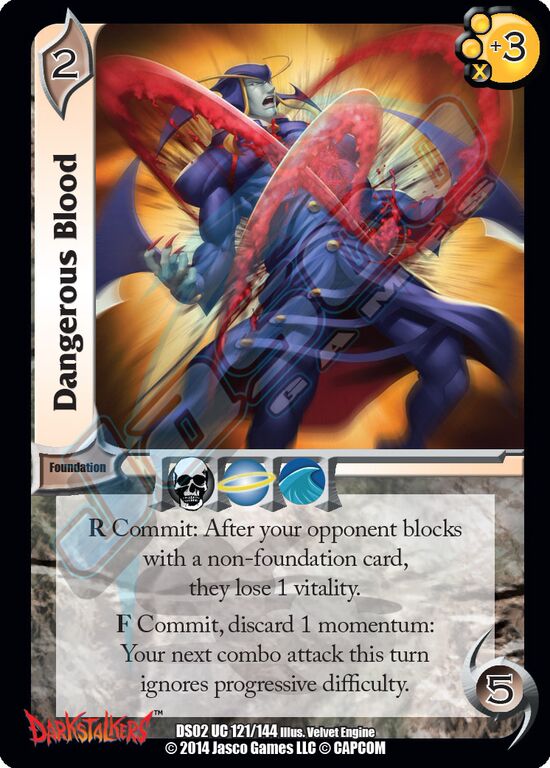 2
+3
X
Dangerous Blood
Foundation
R Commit: After your opponent blocks
with a non-foundation card,
they lose 1 vitality.
F Commit, discard 1 momentum:
Your next combo attack this turn
ignores progressive difficulty.
5
DARKSTALKERS™
DS02 UC 121/144 Illus. Velvet Engine
© 2014 Jasco Games LLC © CAPCOM